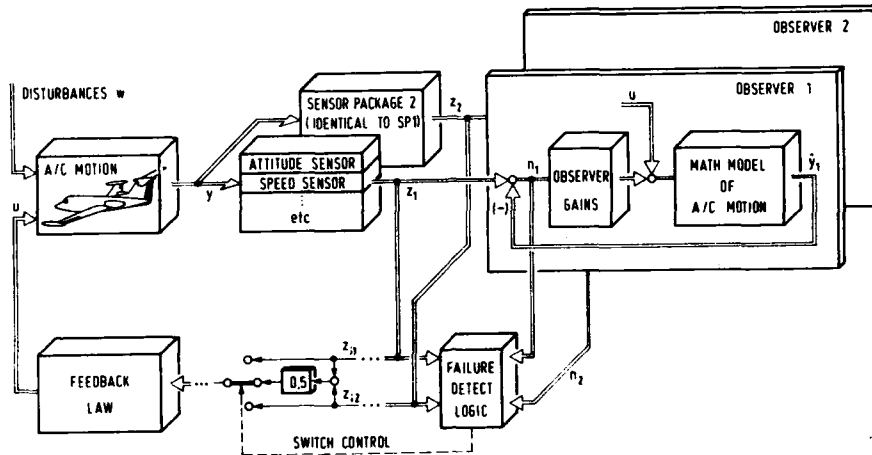 OBSERVER 2
OBSERVER 1
DISTURBANCES w
SENSOR PACKAGE 2
(IDENTICAL TO SP1)
z2
u
A/C MOTION
ATTITUDE SENSOR
SPEED SENSOR
etc
n1
OBSERVER
GAINS
MATH MODEL
OF
A/C MOTION
ŷ1
u
y
z1
(-)
FEEDBACK
LAW
zi1
...
...
0,5
zi2
...
FAILURE
DETECT
LOGIC
n2
SWITCH CONTROL